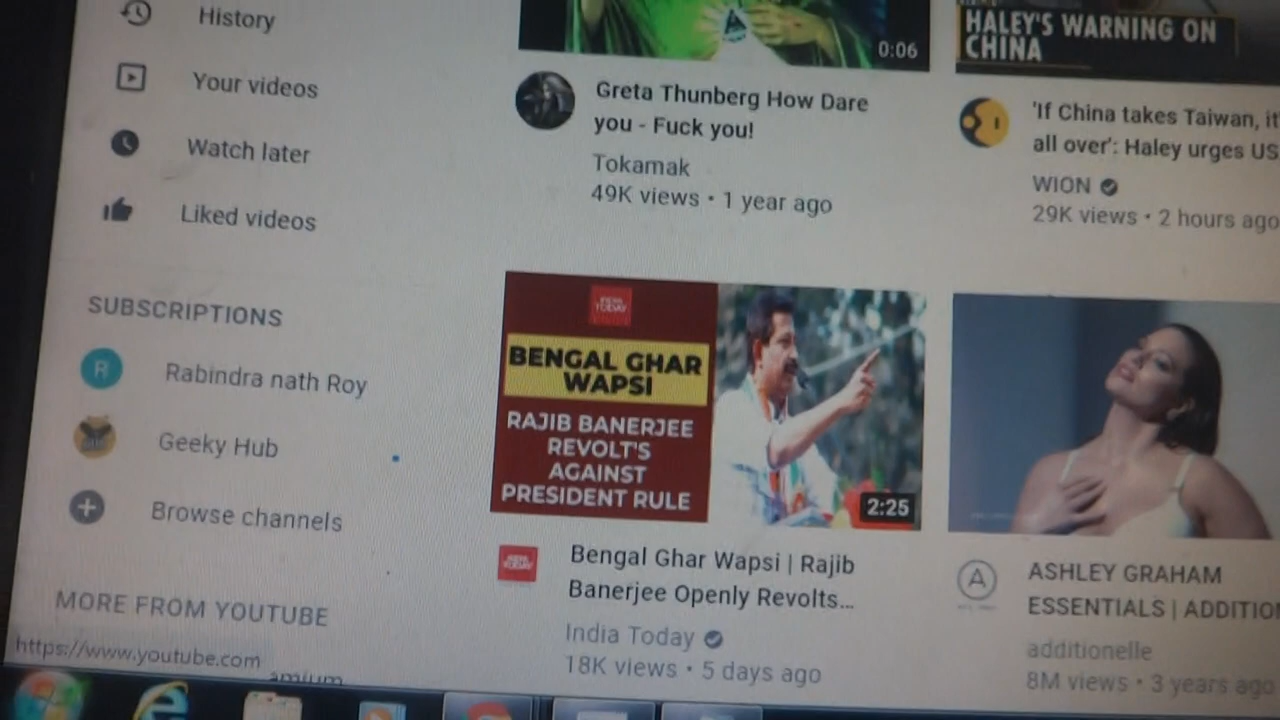 History
Your videos
Watch later
Liked videos
SUBSCRIPTIONS
R
Rabindra nath Roy
Geeky Hub
Browse channels
MORE FROM YOUTUBE
https://www.youtube.com
0:06
Greta Thunberg How Dare
you - Fuck you!
Tokamak
49K views • 1 year ago
HALEY'S WARNING ON
CHINA
'If China takes Taiwan, it
all over': Haley urges US
WION
29K views • 2 hours ago
INDIA
TODAY
BENGAL GHAR
WAPSI
RAJIB BANERJEE
REVOLT'S
AGAINST
PRESIDENT RULE
2:25
INDIA
TODAY
Bengal Ghar Wapsi | Rajib
Banerjee Openly Revolts...
India Today
18K views • 5 days ago
A
ASHLEY GRAHAM
ESSENTIALS | ADDITIO
additionelle
8M views • 3 years ago